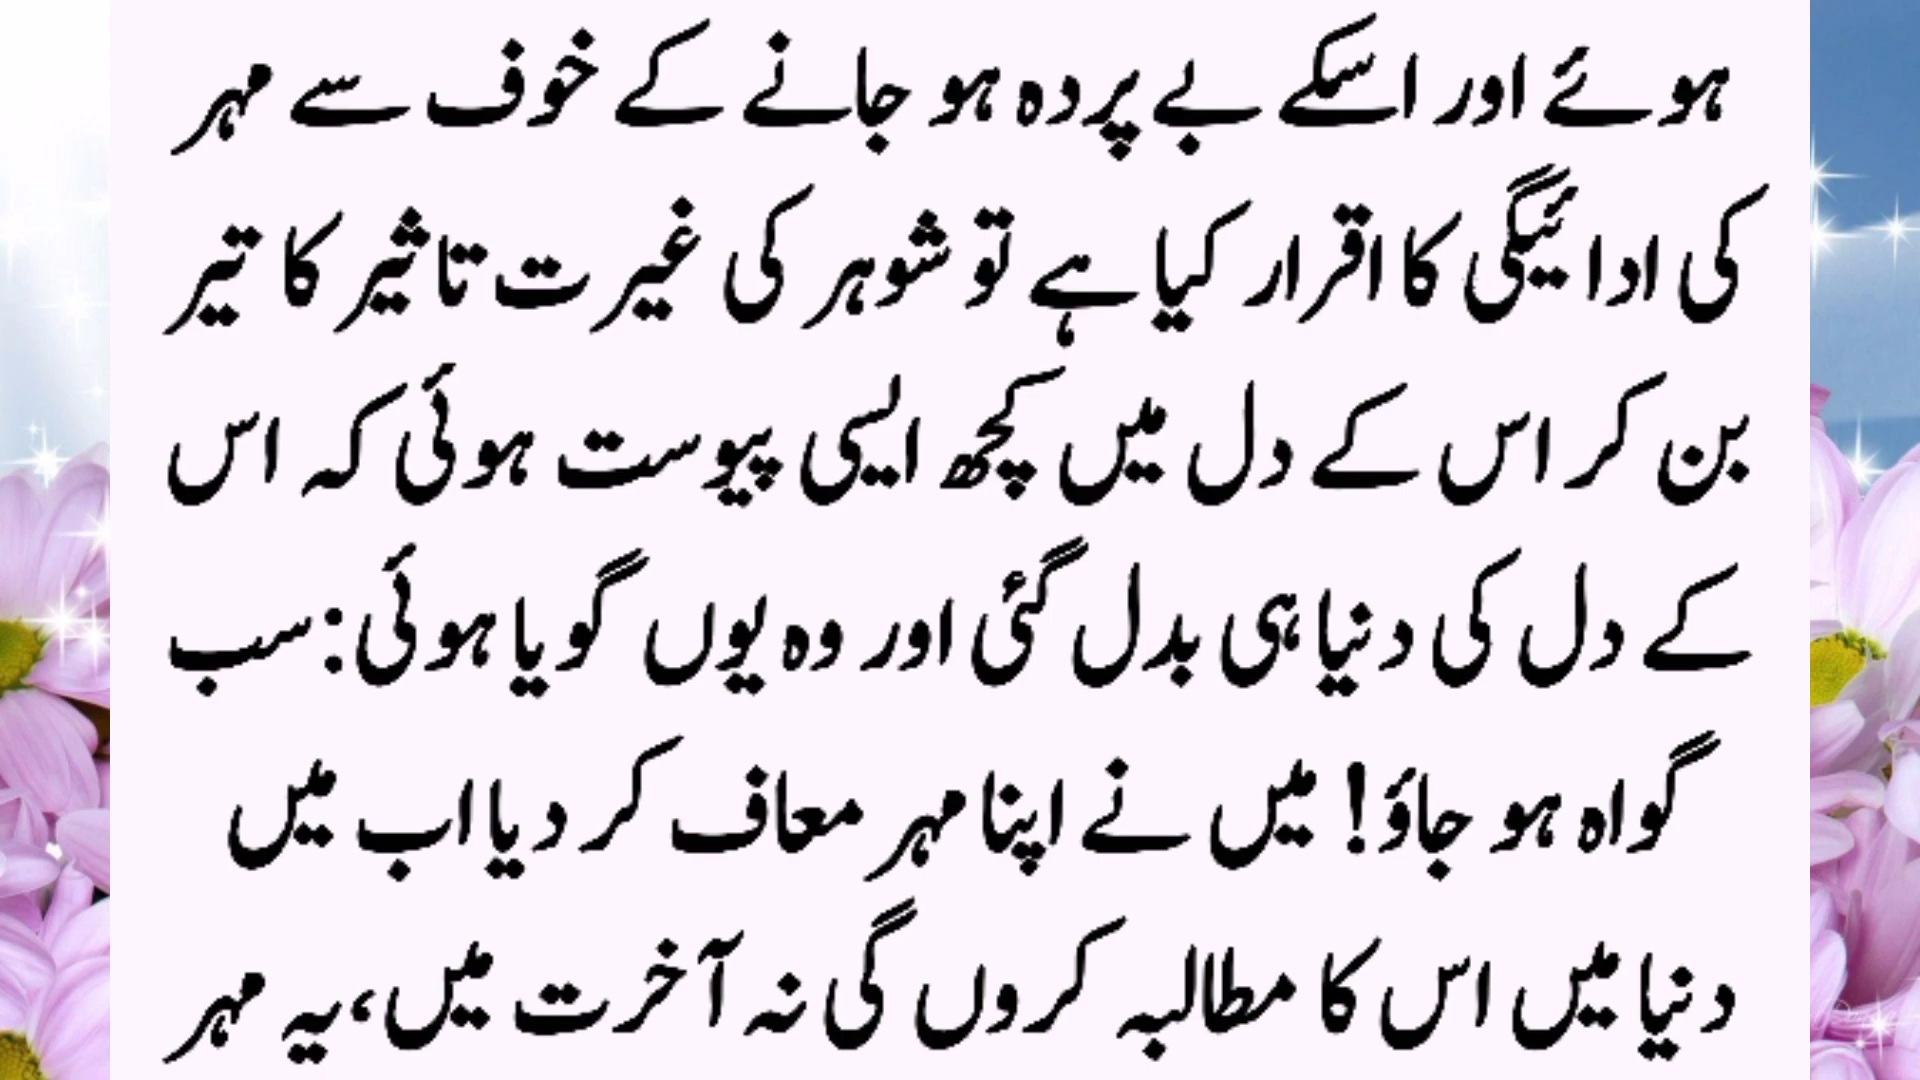 ہوئے اور اسکے بے پردہ ہو جانے کے خوف سے مہر
کی ادائیگی کا اقرار کیا ہے تو شوہر کی غیرت تاثیر کا تیر
بن کر اس کے دل میں کچھ ایسی پیوست ہوئی کہ اس
کے دل کی دنیا ہی بدل گئی اور وہ یوں گویا ہوئی: سب
گواہ ہو جاؤ! میں نے اپنا مہر معاف کر دیا اب میں
دنیا میں اس کا مطالبہ کروں گی نہ آخرت میں، یہ مہر